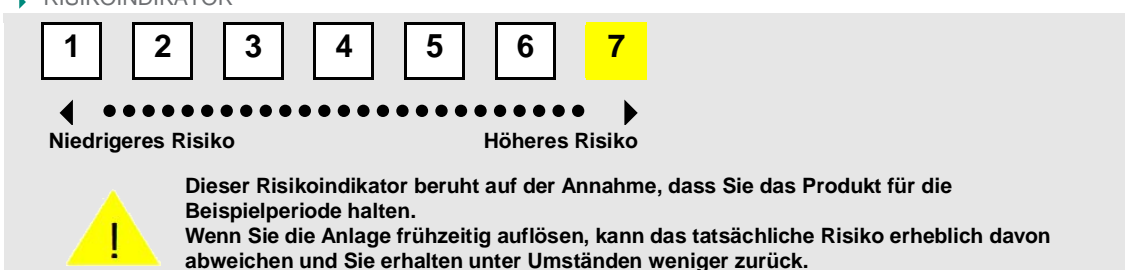 RISIKOINDIKATOR
1 2 3 4 5 6 7
Niedrigeres Risiko Höheres Risiko
Dieser Risikoindikator beruht auf der Annahme, dass Sie das Produkt für die
Beispielperiode halten.
Wenn Sie die Anlage frühzeitig auflösen, kann das tatsächliche Risiko erheblich davon
abweichen und Sie erhalten unter Umständen weniger zurück.
!